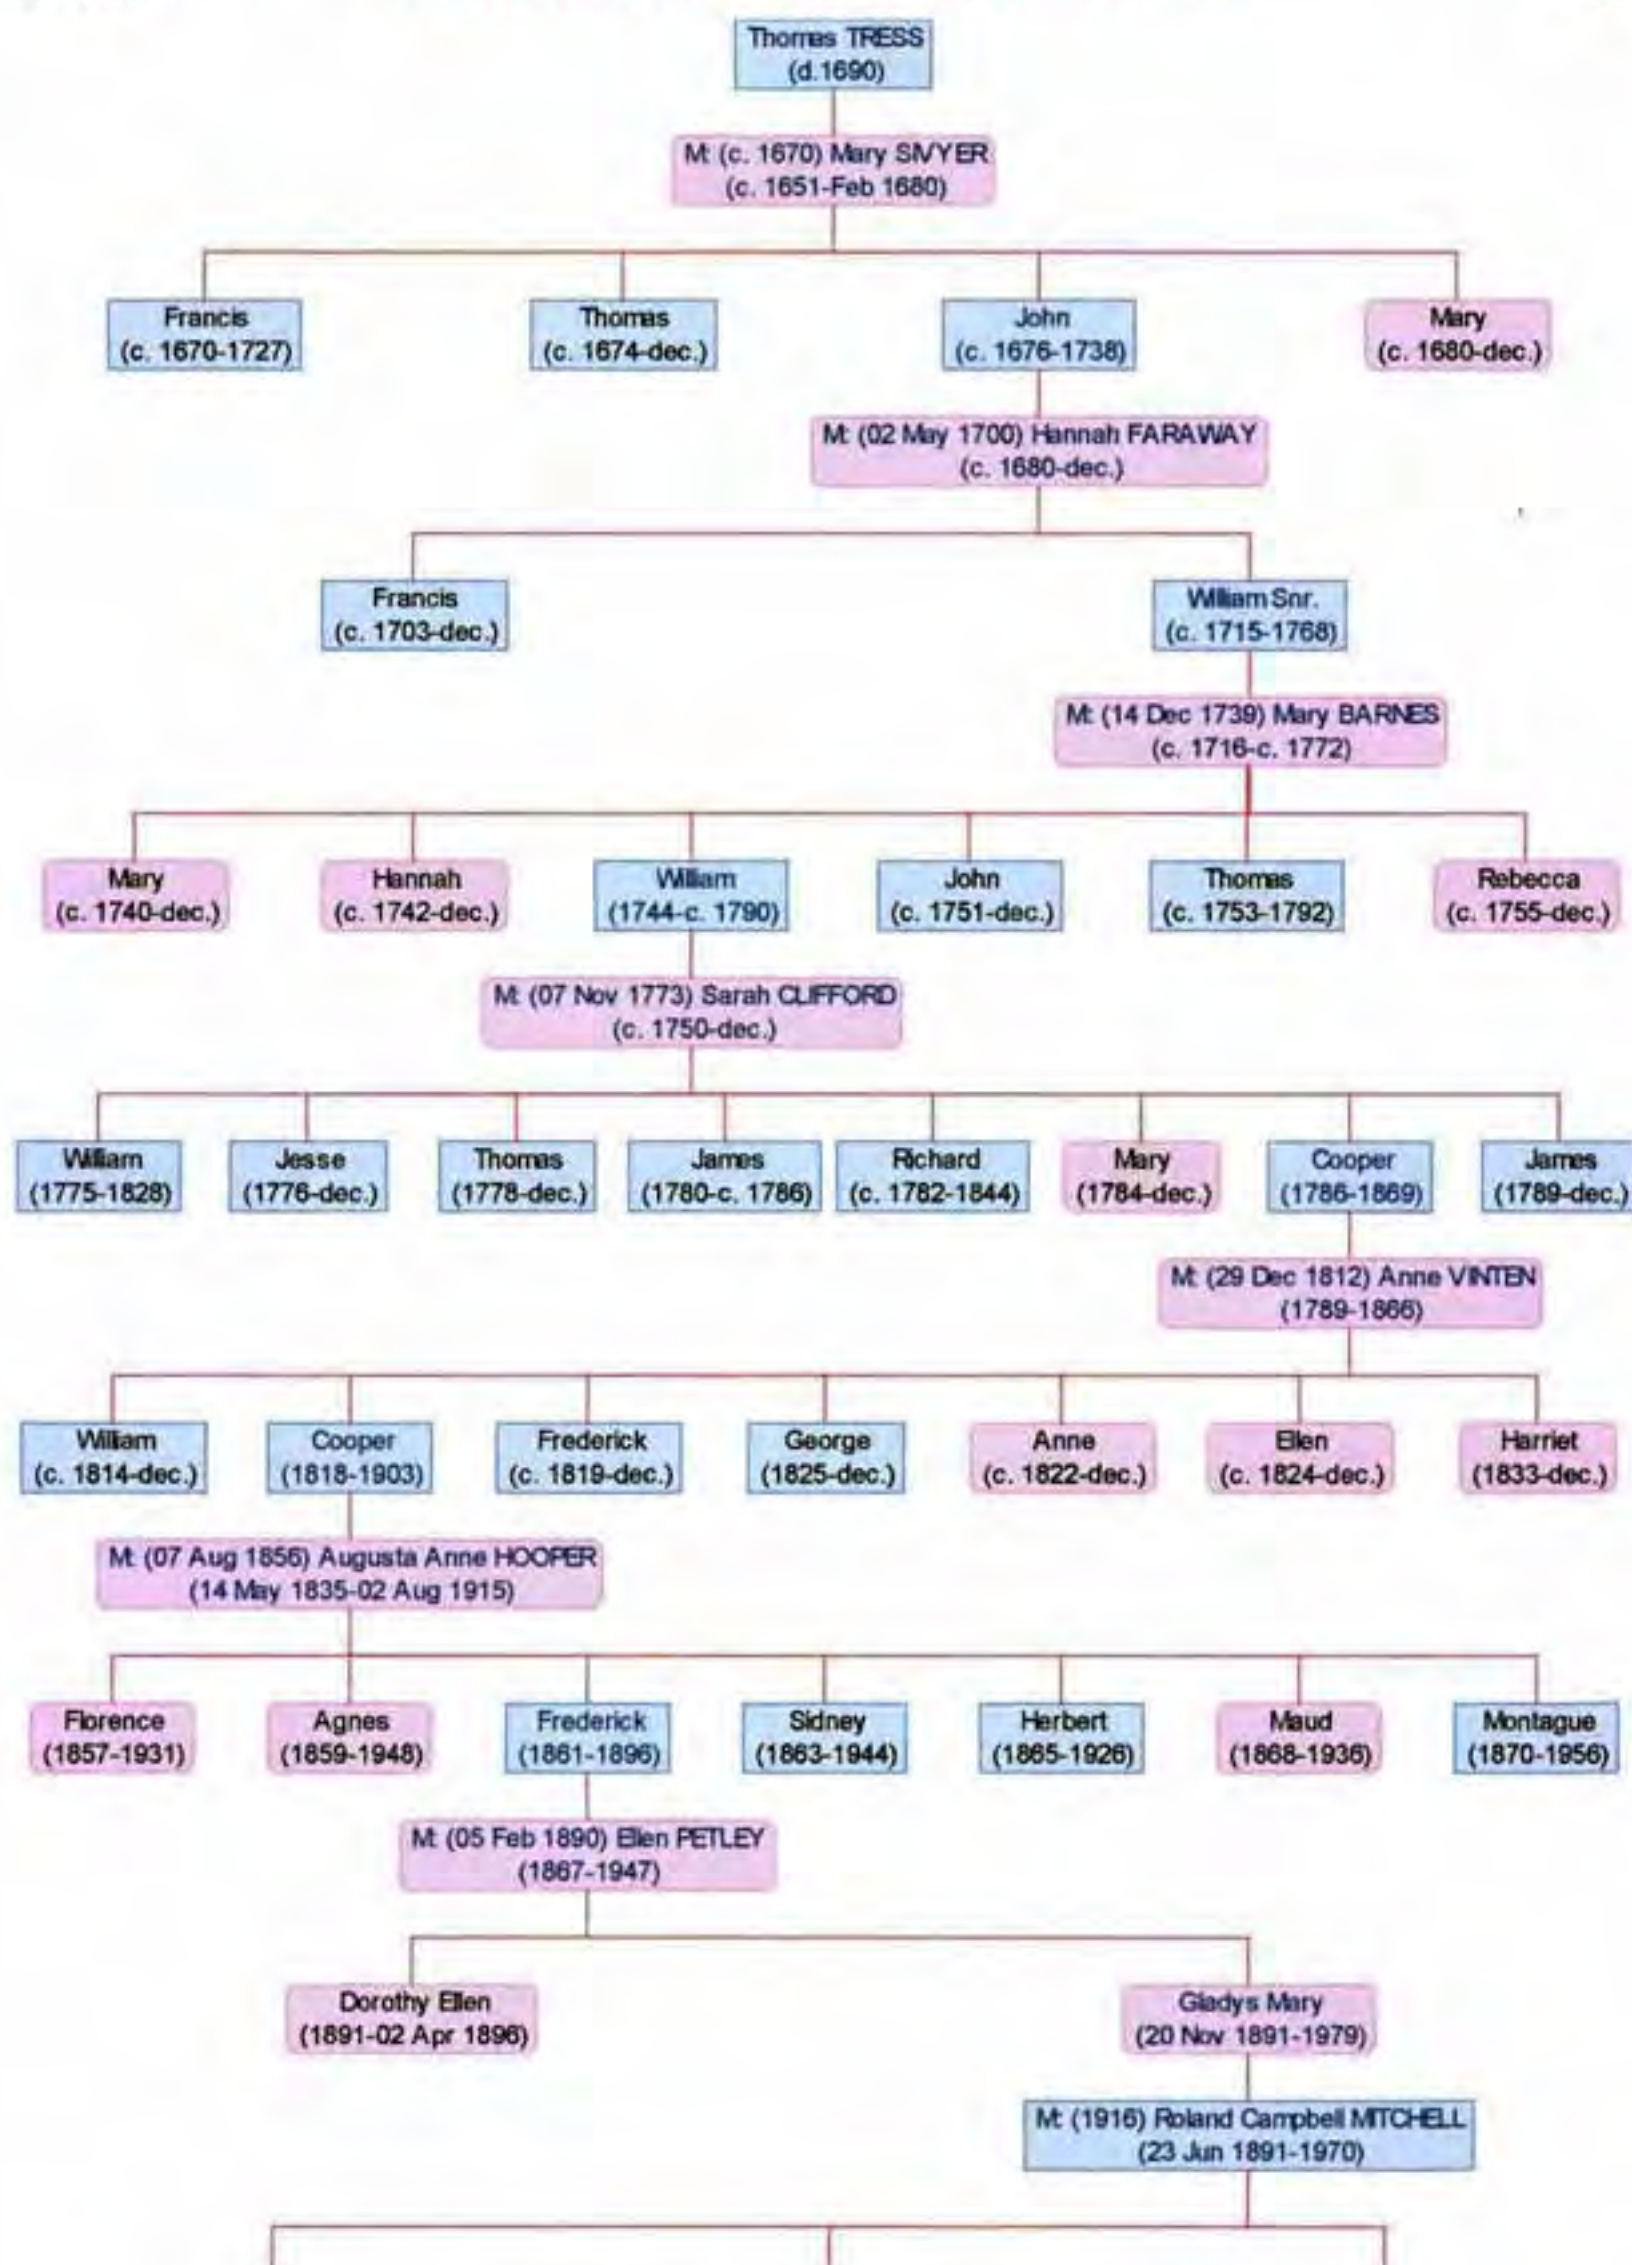 Thomas TRESS
(d.1690)
M: (c. 1670) Mary SIVYER
(c. 1651-Feb 1680)
Francis
(c. 1670-1727)
Thomas
(c. 1674-dec.)
John
(c. 1676-1738)
Mary
(c. 1680-dec.)
M: (02 May 1700) Hannah FARAWAY
(c. 1680-dec.)
Francis
(c. 1703-dec.)
William Snr.
(c. 1715-1768)
M: (14 Dec 1739) Mary BARNES
(c. 1716-c. 1772)
Mary
(c. 1740-dec.)
Hannah
(c. 1742-dec.)
William
(1744-c. 1790)
John
(c. 1751-dec.)
Thomas
(c. 1753-1792)
Rebecca
(c. 1755-dec.)
M: (07 Nov 1773) Sarah CLIFFORD
(c. 1750-dec.)
William
(1775-1828)
Jesse
(1776-dec.)
Thomas
(1778-dec.)
James
(1780-c. 1786)
Richard
(c. 1782-1844)
Mary
(1784-dec.)
Cooper
(1786-1869)
James
(1789-dec.)
M: (29 Dec 1812) Anne VINTEN
(1789-1866)
William
(c. 1814-dec.)
Cooper
(1818-1903)
Frederick
(c. 1819-dec.)
George
(1825-dec.)
Anne
(c. 1822-dec.)
Ellen
(c. 1824-dec.)
Harriet
(1833-dec.)
M: (07 Aug 1856) Augusta Anne HOOPER
(14 May 1835-02 Aug 1915)
Florence
(1857-1931)
Agnes
(1859-1948)
Frederick
(1861-1896)
Sidney
(1863-1944)
Herbert
(1865-1926)
Maud
(1868-1936)
Montague
(1870-1956)
M: (05 Feb 1890) Ellen PETLEY
(1867-1947)
Dorothy Ellen
(1891-02 Apr 1896)
Gladys Mary
(20 Nov 1891-1979)
M: (1916) Roland Campbell MITCHELL
(23 Jun 1891-1970)